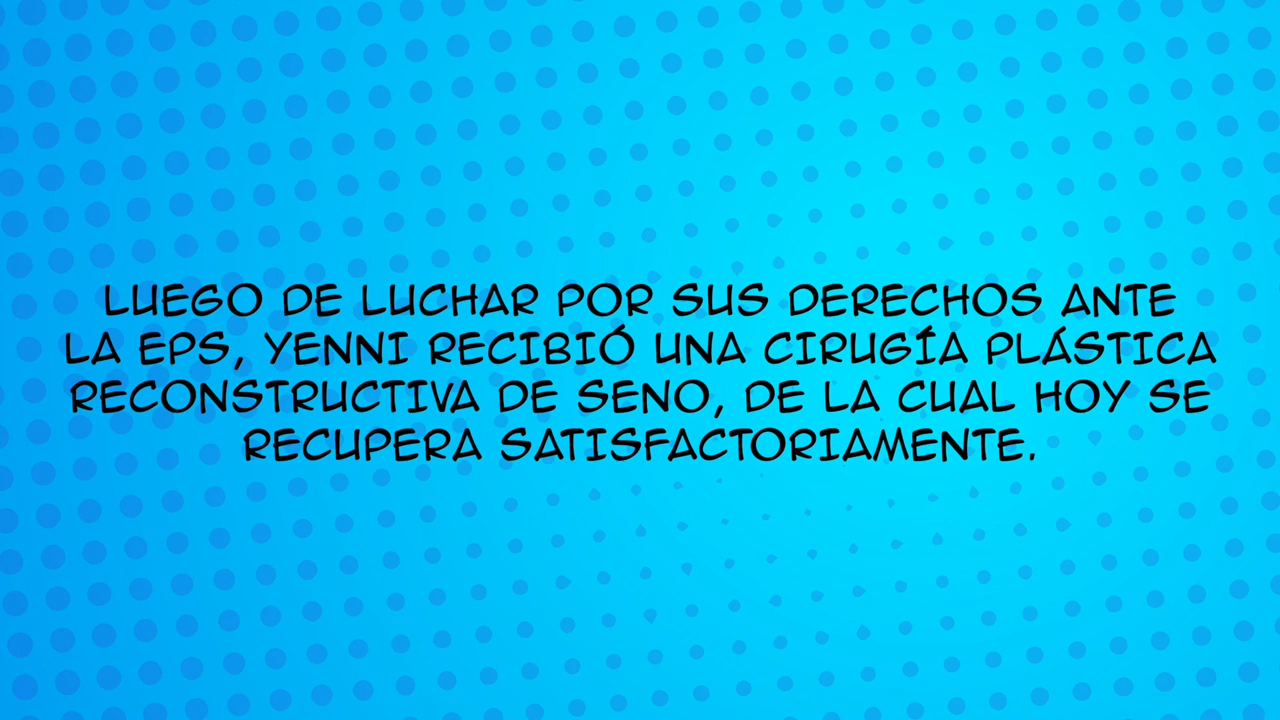 LUEGO DE LUCHAR POR SUS DERECHOS ANTE
LA EPS, YENNI RECIBIÓ UNA CIRUGÍA PLÁSTICA
RECONSTRUCTIVA DE SENO, DE LA CUAL HOY SE
RECUPERA SATISFACTORIAMENTE.